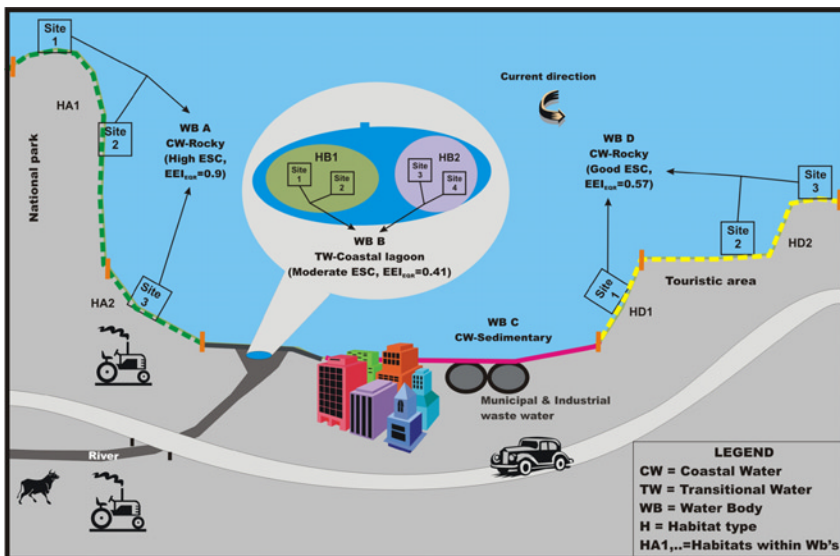 Site
1
HA1
National park
Site
2
WB A
CW-Rocky
(High ESC,
EEIEQR=0.9)
HA2
Site
3
HB1
HB2
Site
1
Site
2
Site
3
Site
4
WB B
TW-Coastal lagoon
(Moderate ESC, EEIEQR=0.41)
Current direction
WB D
CW-Rocky
(Good ESC,
EEIEQR=0.57)
Site
3
Site
2
HD2
Touristic area
Site
1
HD1
WB C
CW-Sedimentary
Municipal & Industrial
waste water
River
LEGEND
CW = Coastal Water
TW = Transitional Water
WB = Water Body
H = Habitat type
HA1,..=Habitats within Wb's